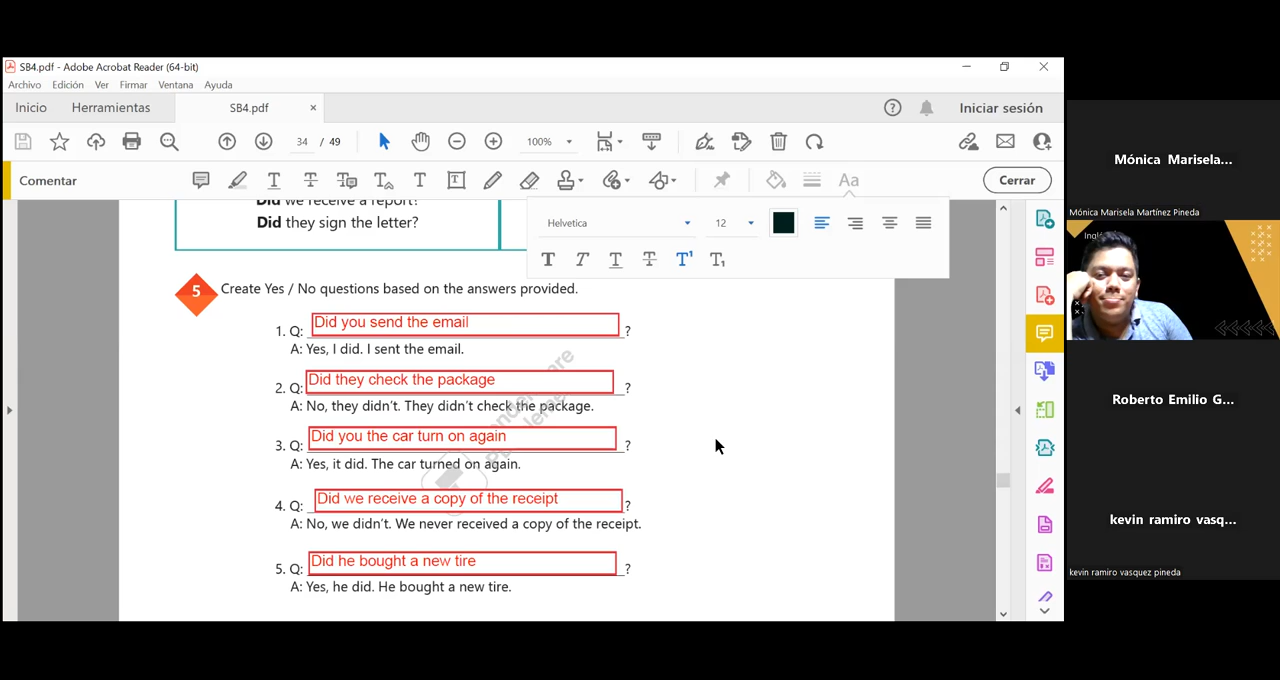 SB4.pdf - Adobe Acrobat Reader (64-bit)
Archivo Edición Ver Firmar Ventana Ayuda
Inicio Herramientas SB4.pdf × Iniciar sesión
34 / 49 100%
Comentar Aa Cerrar
Helvetica 12
Did we receive a report?
Did they sign the letter?
5 Create Yes / No questions based on the answers provided.
1. Q: Did you send the email ?
A: Yes, I did. I sent the email.
2. Q: Did they check the package ?
A: No, they didn't. They didn't check the package.
3. Q: Did you the car turn on again ?
A: Yes, it did. The car turned on again.
4. Q: Did we receive a copy of the receipt ?
A: No, we didn't. We never received a copy of the receipt.
5. Q: Did he bought a new tire ?
A: Yes, he did. He bought a new tire.
Mónica Marisela...
Mónica Marisela Martínez Pineda
Roberto Emilio G...
kevin ramiro vasq...
kevin ramiro vasquez pineda